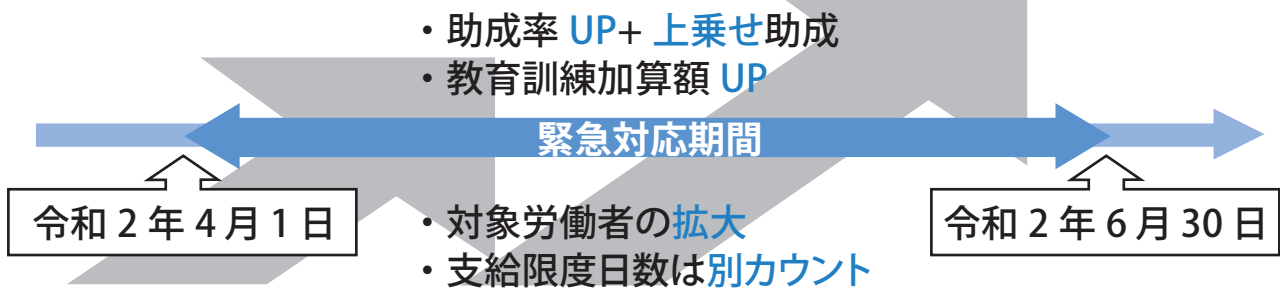 ・助成率 UP+ 上乗せ助成
・教育訓練加算額 UP
緊急対応期間
令和 2 年 4 月 1 日
令和 2 年 6 月 30 日
・対象労働者の拡大
・支給限度日数は別カウント